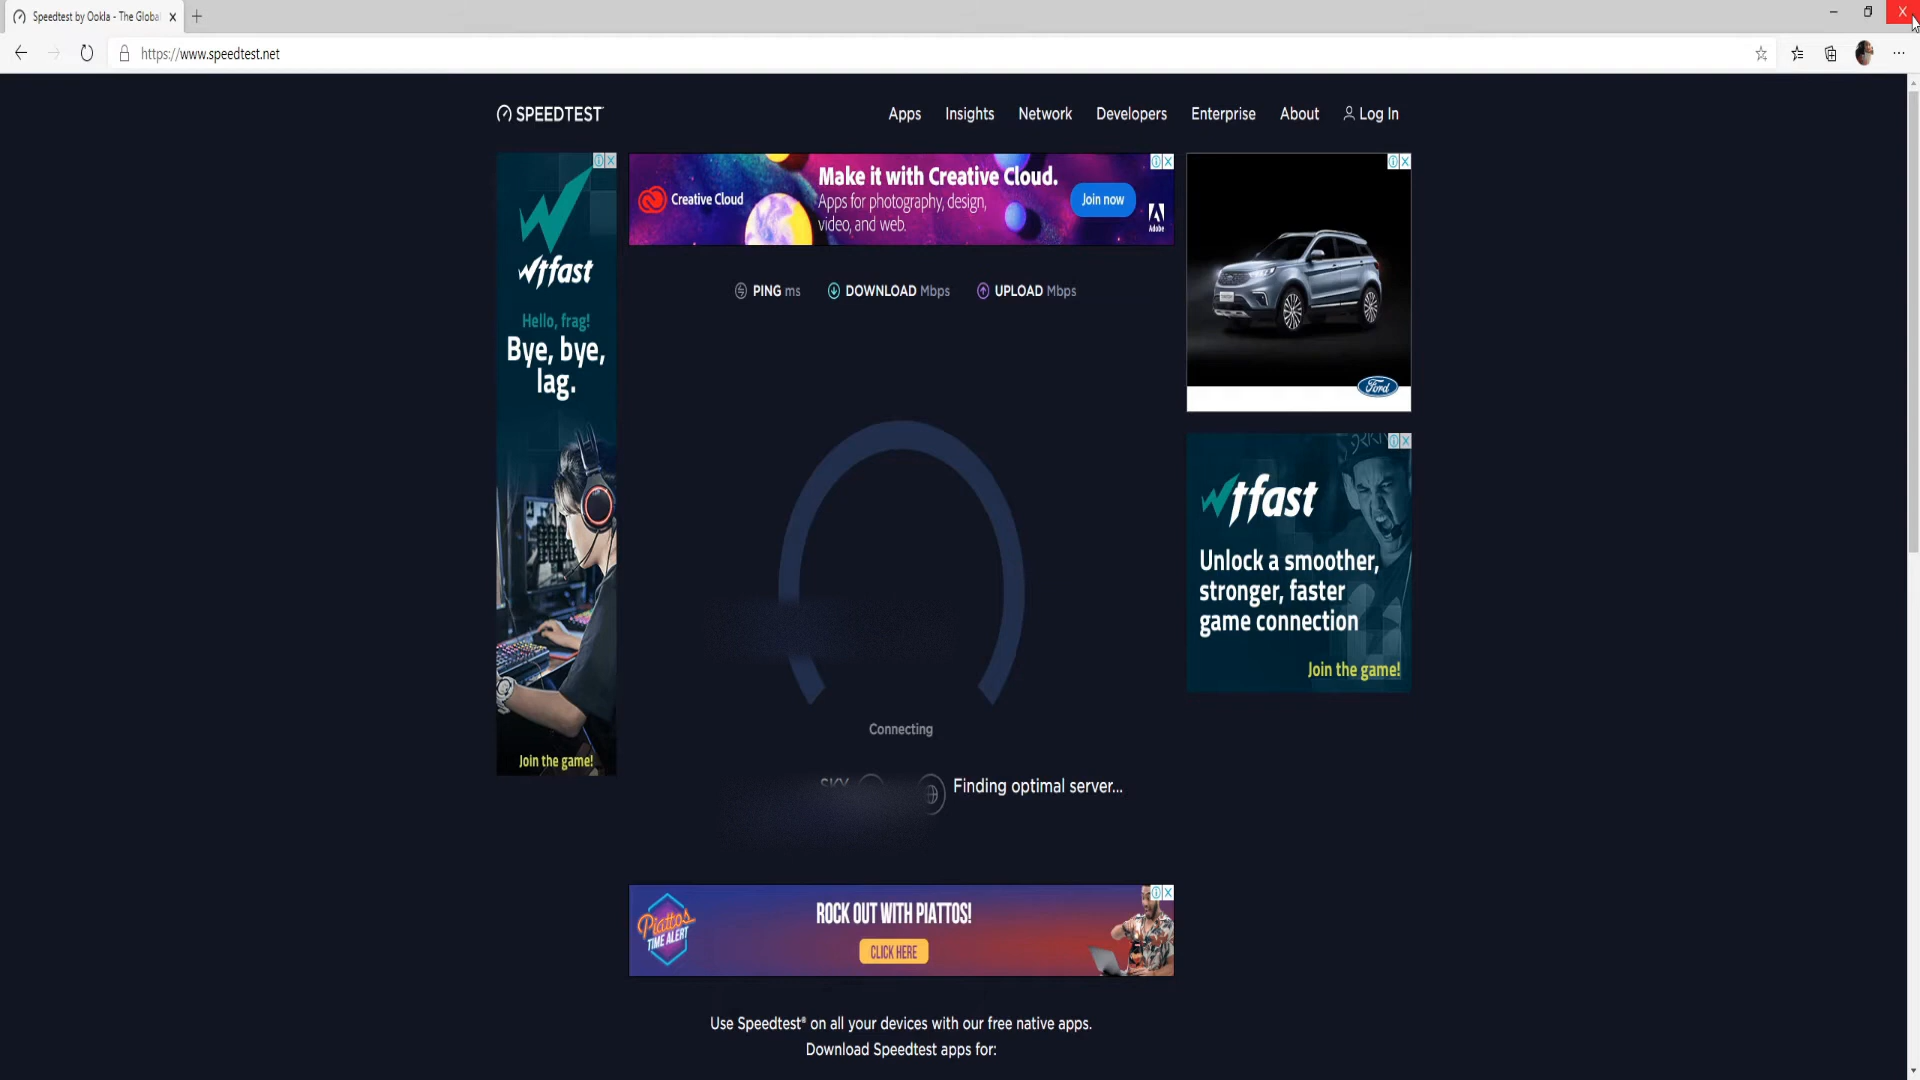 Speedtest by Ookla - The Global
https://www.speedtest.net
SPEEDTEST
Apps Insights Network Developers Enterprise About Log In
wtfast
Hello, frag!
Bye, bye,
lag.
Join the game!
Creative Cloud
Make it with Creative Cloud.
Apps for photography, design,
video, and web.
Join now
Adobe
Ford
PING ms DOWNLOAD Mbps UPLOAD Mbps
wtfast
Unlock a smoother,
stronger, faster
game connection
Join the game!
Connecting
SKY
Finding optimal server...
Piattos
TIME ALERT
ROCK OUT WITH PIATTOS!
CLICK HERE
Use Speedtest® on all your devices with our free native apps.
Download Speedtest apps for: